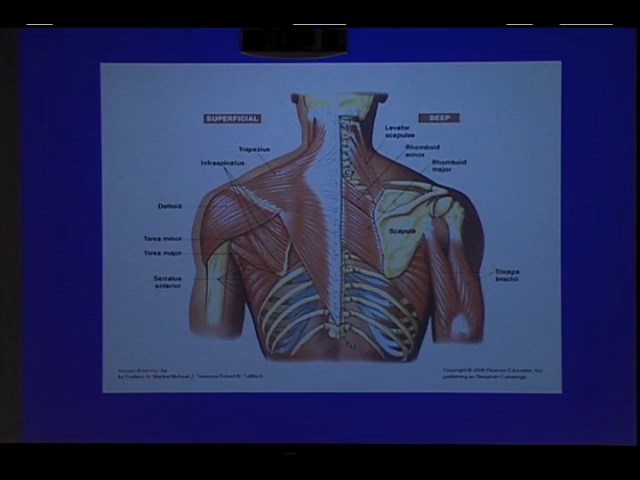 SUPERFICIAL
DEEP
Levator
scapulae
Trapezius
Rhomboid
minor
Infraspinatus
Rhomboid
major
Deltoid
Scapula
Teres minor
Teres major
Serratus
anterior
Triceps
brachii
T12